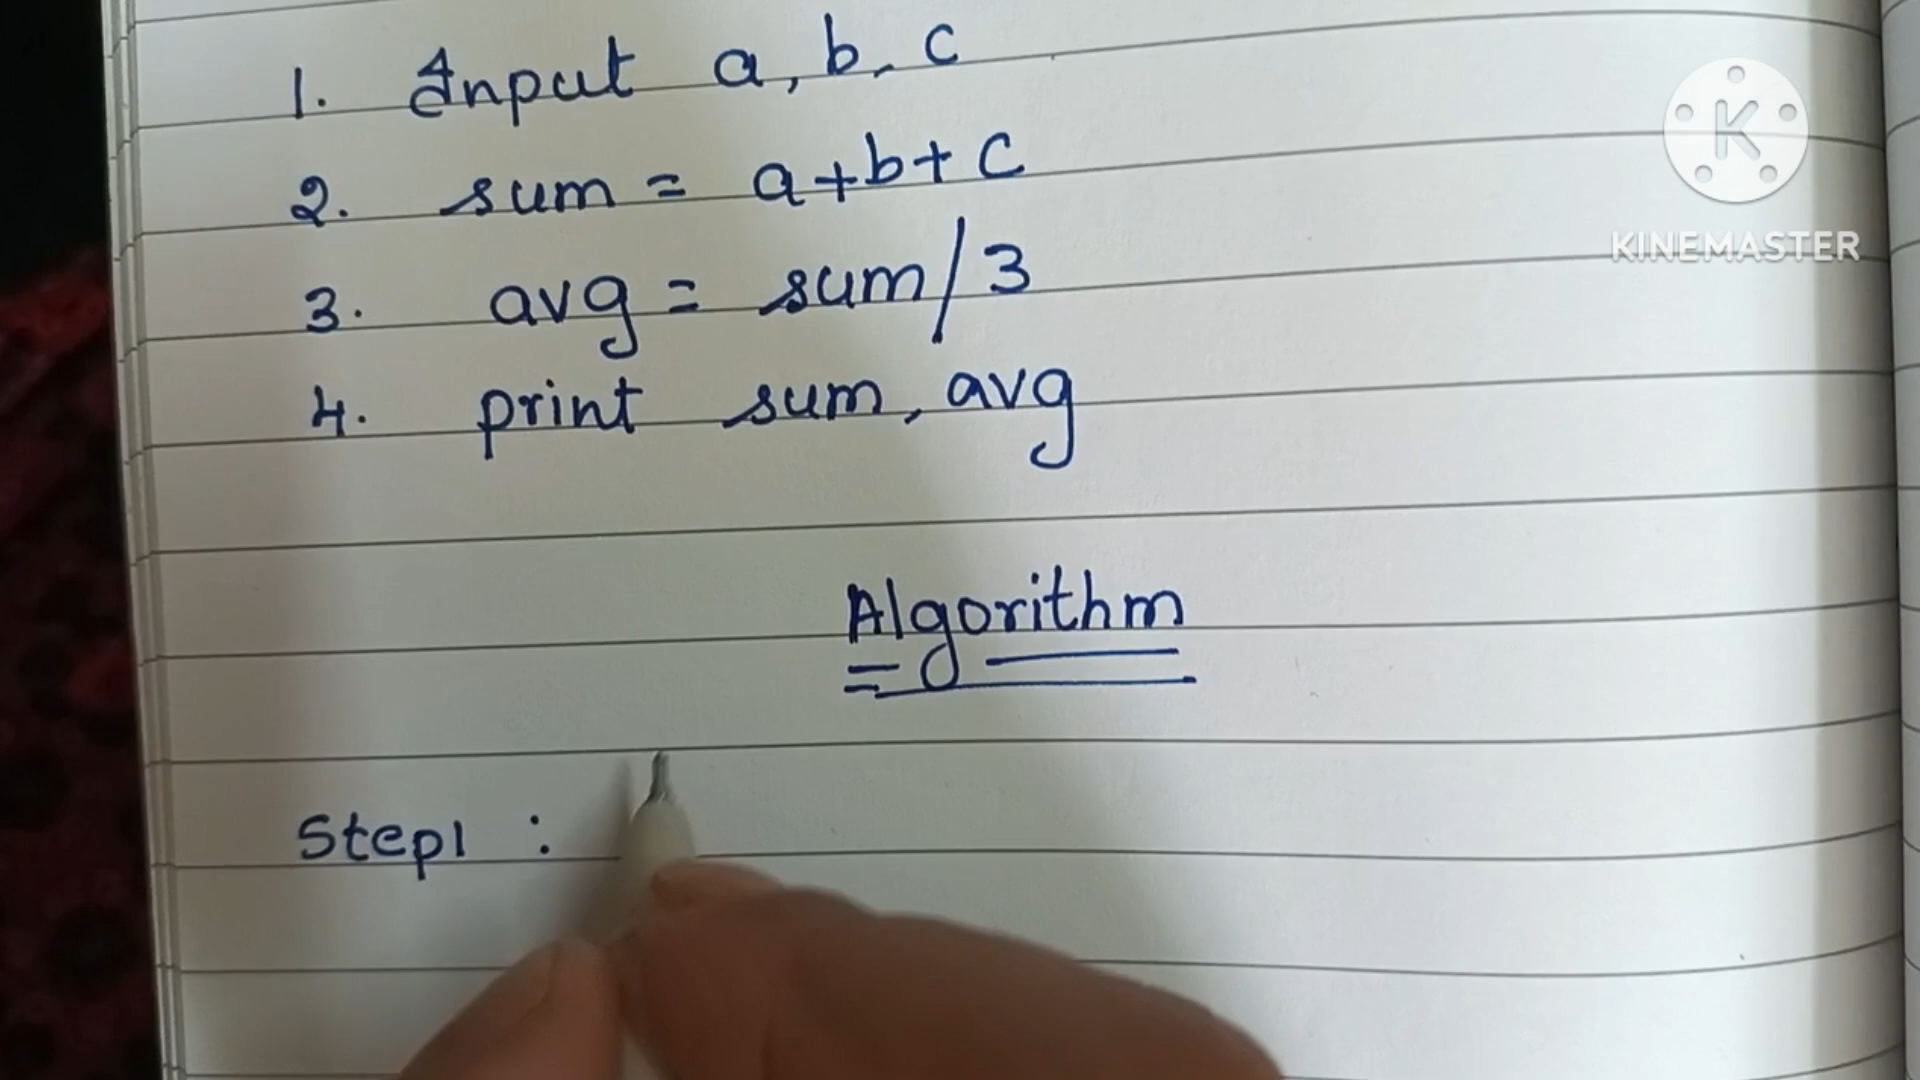 1. Input a, b, c
2. sum = a+b+c
3. avg = sum/3
4. print sum, avg
Algorithm
Step1 :
K
KINEMASTER